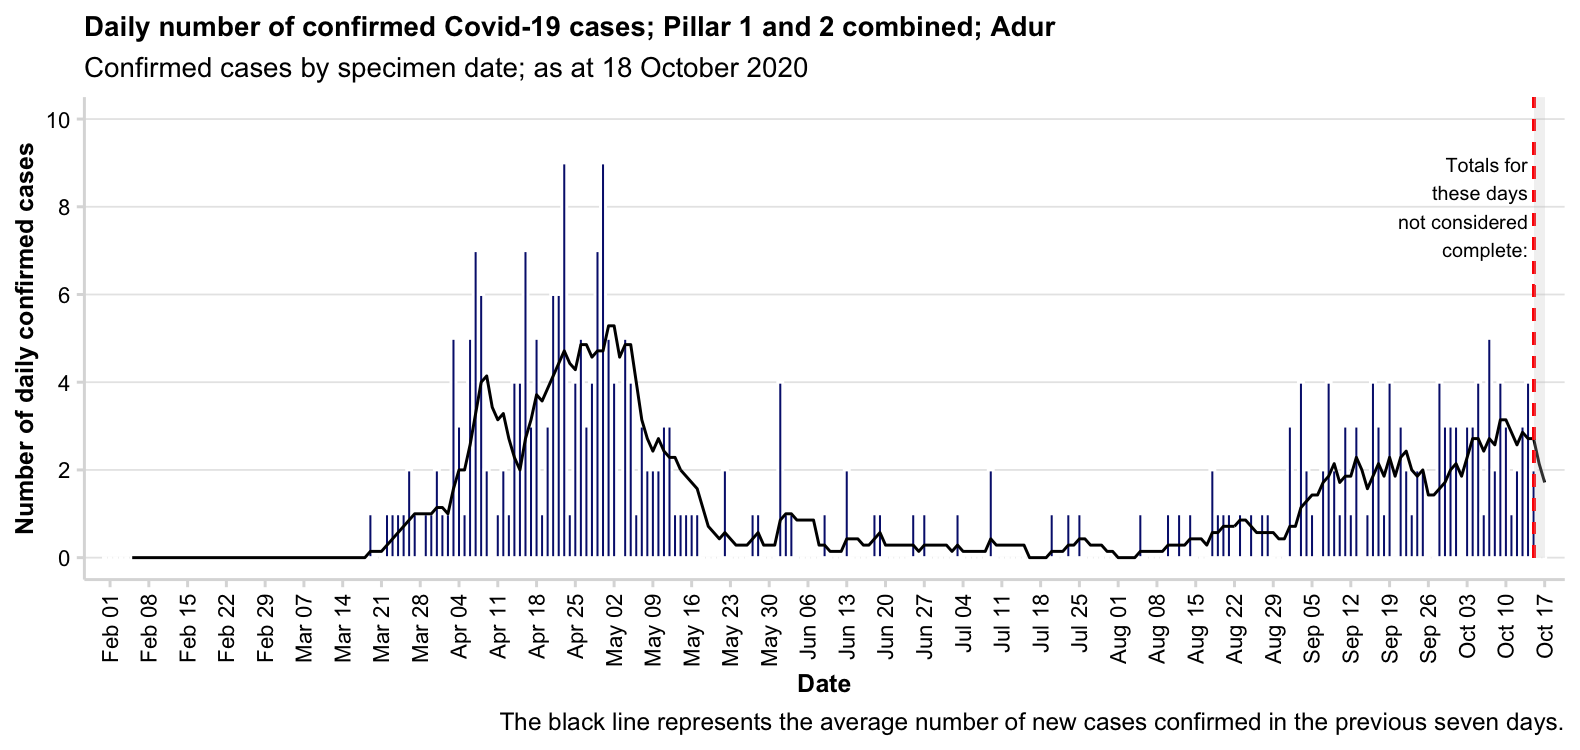 Daily number of confirmed Covid-19 cases; Pillar 1 and 2 combined; Adur
Confirmed cases by specimen date; as at 18 October 2020
Number of daily confirmed cases
10
8
6
4
2
0
Totals for
these days
not considered
complete:
Feb 01
Feb 08
Feb 15
Feb 22
Feb 29
Mar 07
Mar 14
Mar 21
Mar 28
Apr 04
Apr 11
Apr 18
Apr 25
May 02
May 09
May 16
May 23
May 30
Jun 06
Jun 13
Jun 20
Jun 27
Jul 04
Jul 11
Jul 18
Jul 25
Aug 01
Aug 08
Aug 15
Aug 22
Aug 29
Sep 05
Sep 12
Sep 19
Sep 26
Oct 03
Oct 10
Oct 17
Date
The black line represents the average number of new cases confirmed in the previous seven days.